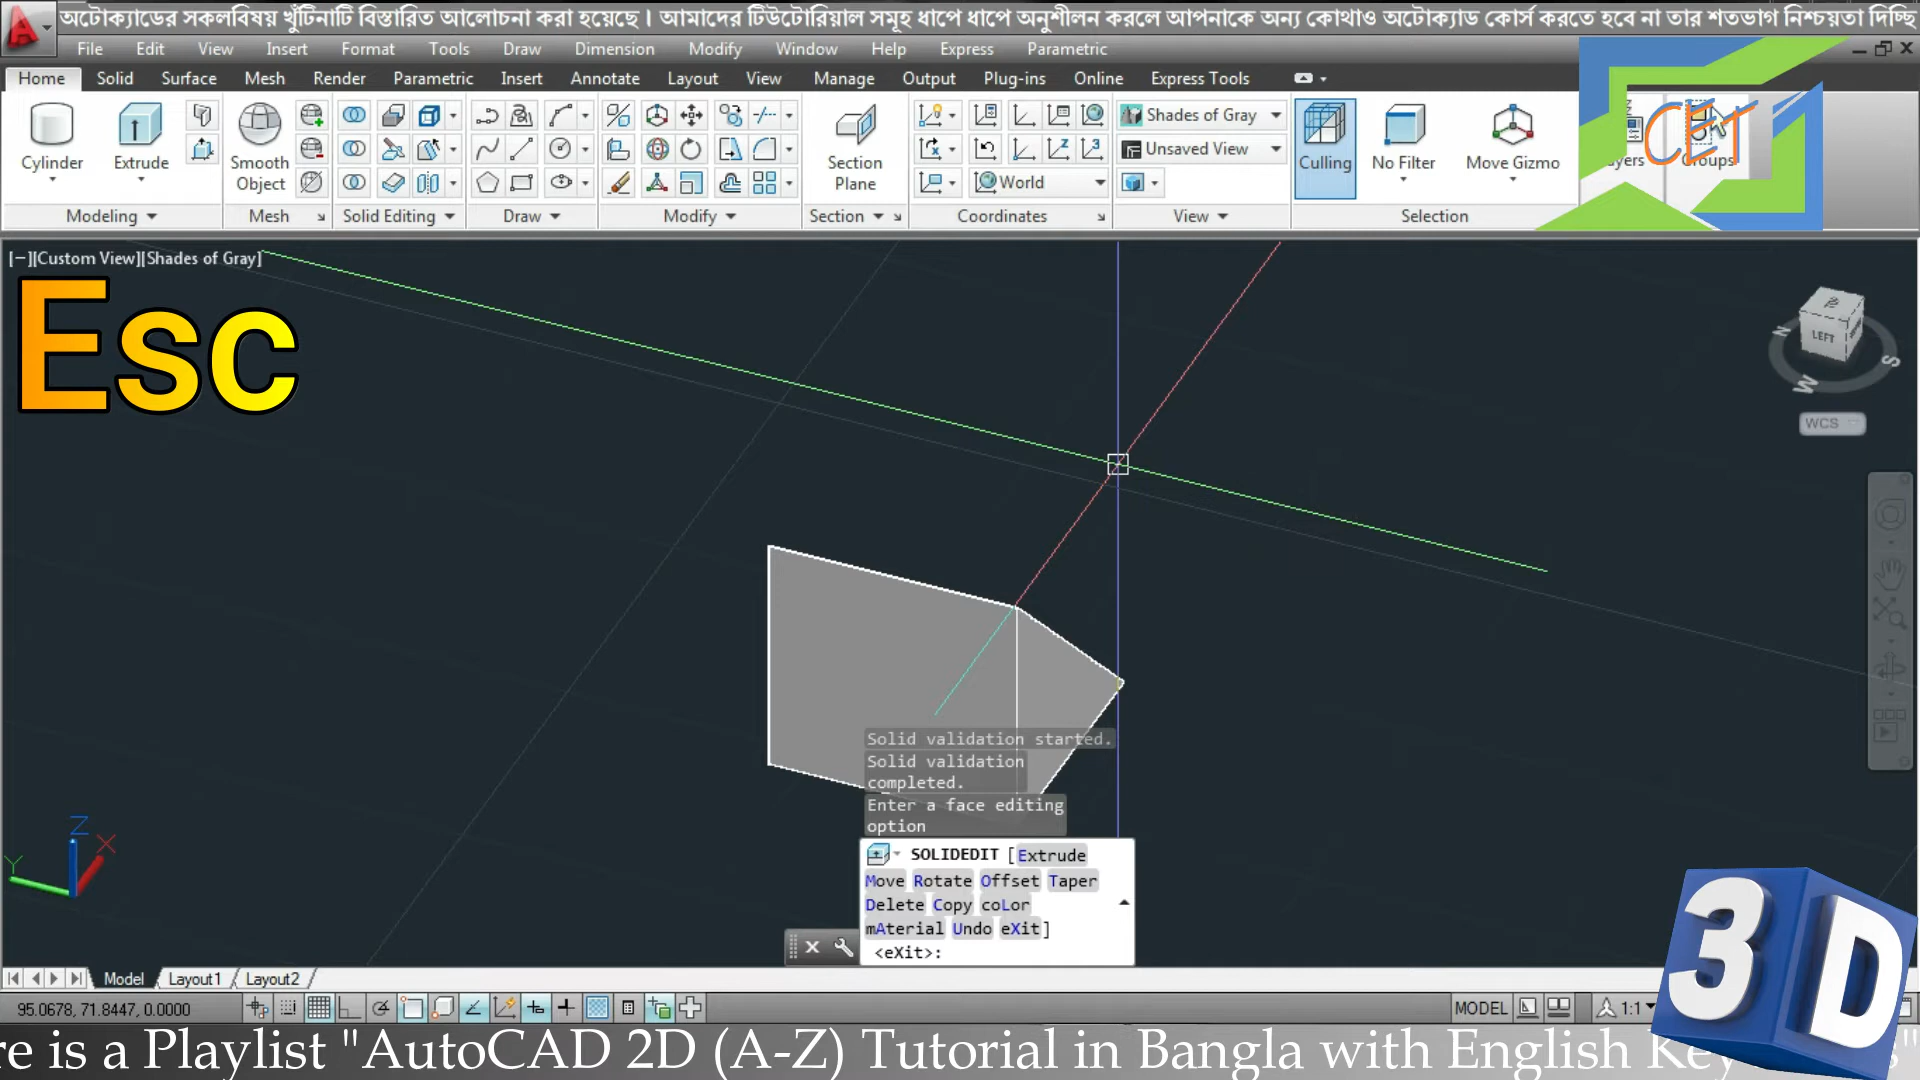 অটোক্যাডের সকলবিষয় খুঁটিনাটি বিস্তারিত আলোচনা করা হয়েছে। আমাদের টিউটোরিয়াল সমূহ ধাপে ধাপে অনুশীলন করলে আপনাকে অন্য কোথাও অটোক্যাড কোর্স করতে হবে না তার শতভাগ নিশ্চয়তা দিচ্ছি
File Edit View Insert Format Tools Draw Dimension Modify Window Help Express Parametric
Home Solid Surface Mesh Render Parametric Insert Annotate Layout View Manage Output Plug-ins Online Express Tools
Shades of Gray
Unsaved View
World
Cylinder Extrude Smooth Object Section Plane Culling No Filter Move Gizmo Groups
CET
Modeling Mesh Solid Editing Draw Modify Section Coordinates View Selection
[−][Custom View][Shades of Gray]
Esc
LEFT
N
S
W
WCS
Solid validation started.
Solid validation
completed.
Enter a face editing
option
SOLIDEDIT [Extrude
Move Rotate Offset Taper
Delete Copy coLor
mAterial Undo eXit]
<eXit>:
Z
X
Y
Model Layout1 Layout2
95.0678, 71.8447, 0.0000
MODEL
1:1
3D
re is a Playlist "AutoCAD 2D (A-Z) Tutorial in Bangla with English